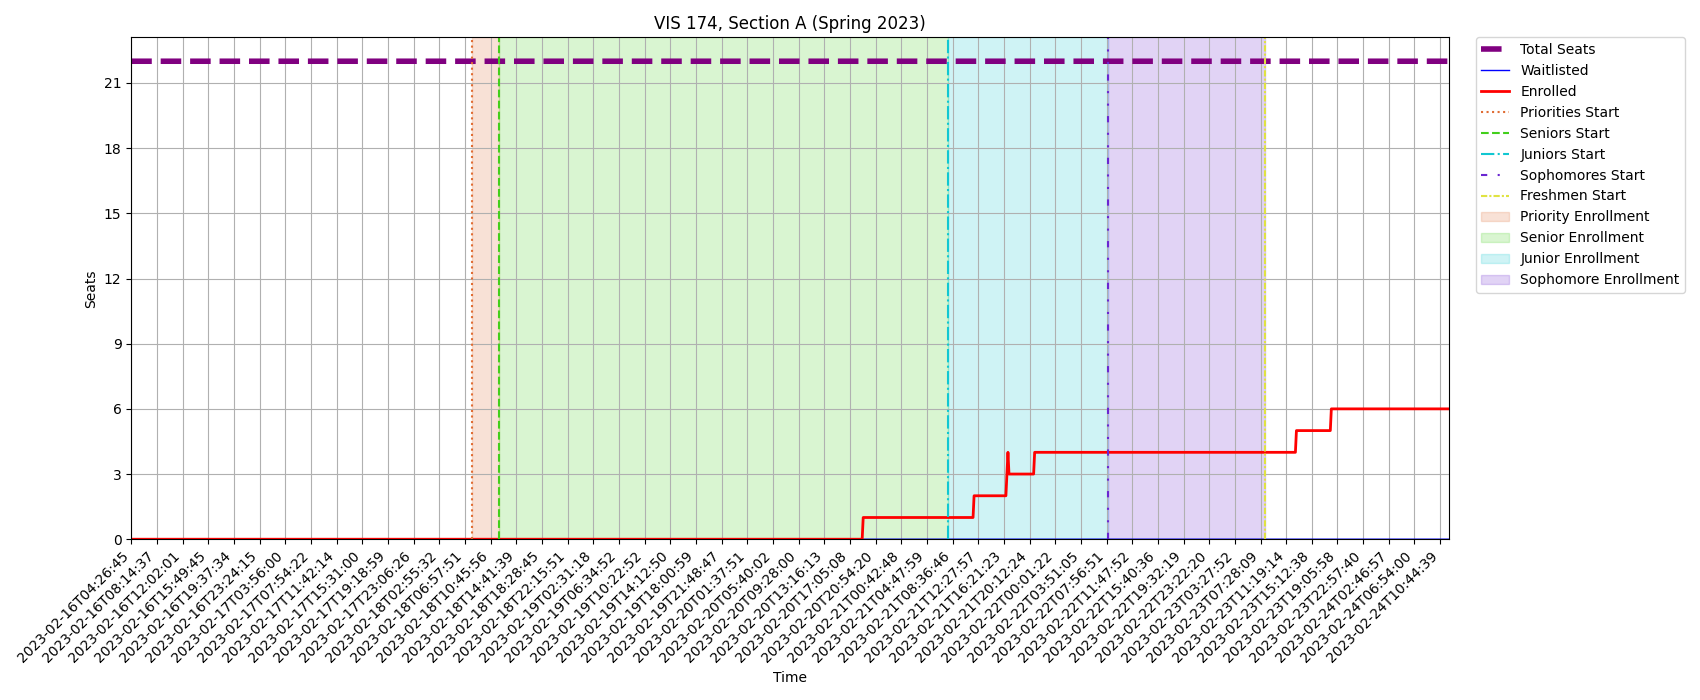 VIS 174, Section A (Spring 2023)
Seats
21
18
15
12
9
6
3
0
2023-02-16T04:26:45
2023-02-16T08:14:37
2023-02-16T12:02:01
2023-02-16T15:49:45
2023-02-16T19:37:34
2023-02-16T23:24:15
2023-02-17T03:56:00
2023-02-17T07:54:22
2023-02-17T11:42:14
2023-02-17T15:31:00
2023-02-17T19:18:59
2023-02-17T23:06:26
2023-02-18T02:55:32
2023-02-18T06:57:51
2023-02-18T10:45:56
2023-02-18T14:41:39
2023-02-18T18:28:45
2023-02-18T22:15:51
2023-02-19T02:31:18
2023-02-19T06:34:52
2023-02-19T10:22:52
2023-02-19T14:12:50
2023-02-19T18:00:59
2023-02-19T21:48:47
2023-02-20T01:37:51
2023-02-20T05:40:02
2023-02-20T09:28:00
2023-02-20T13:16:13
2023-02-20T17:05:08
2023-02-20T20:54:20
2023-02-21T00:42:48
2023-02-21T04:47:59
2023-02-21T08:36:46
2023-02-21T12:27:57
2023-02-21T16:21:23
2023-02-21T20:12:24
2023-02-22T00:01:22
2023-02-22T03:51:05
2023-02-22T07:56:51
2023-02-22T11:47:52
2023-02-22T15:40:36
2023-02-22T19:32:19
2023-02-22T23:22:20
2023-02-23T03:27:52
2023-02-23T07:28:09
2023-02-23T11:19:14
2023-02-23T15:12:38
2023-02-23T19:05:58
2023-02-23T22:57:40
2023-02-24T02:46:57
2023-02-24T06:54:00
2023-02-24T10:44:39
Time
Total Seats
Waitlisted
Enrolled
Priorities Start
Seniors Start
Juniors Start
Sophomores Start
Freshmen Start
Priority Enrollment
Senior Enrollment
Junior Enrollment
Sophomore Enrollment